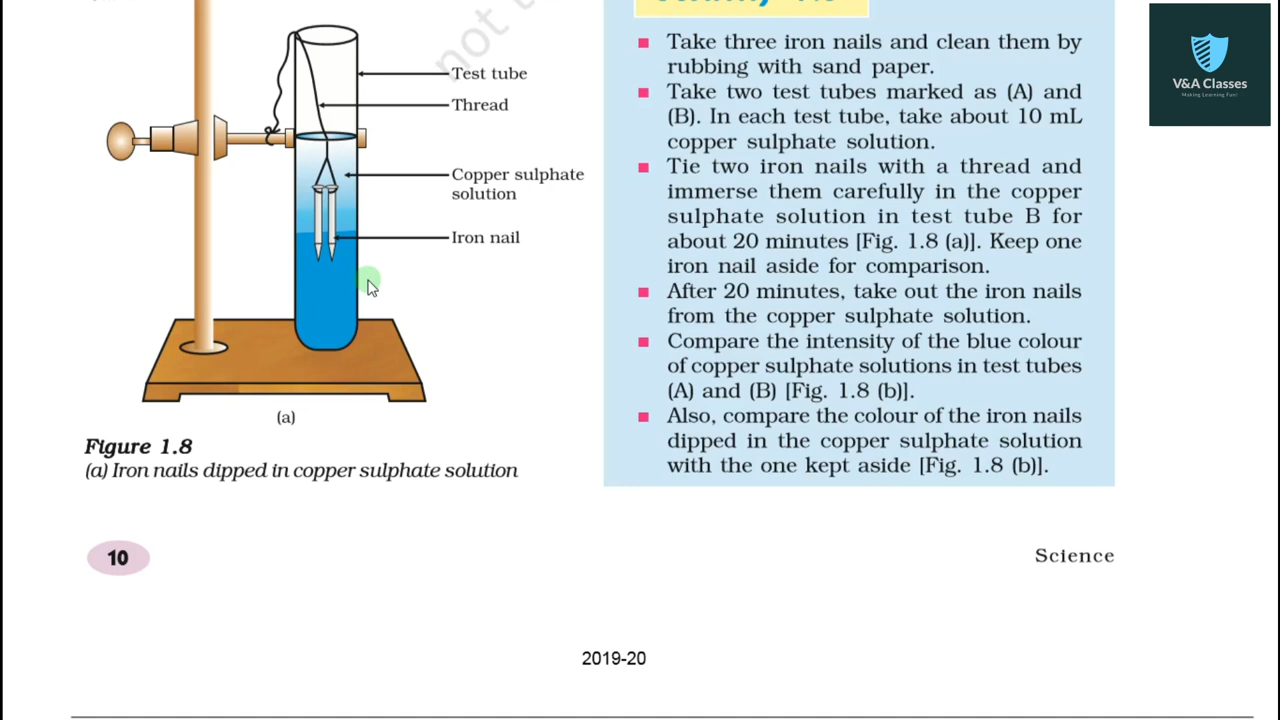 not t
Test tube
Thread
Copper sulphate
solution
Iron nail
(a)
Figure 1.8
(a) Iron nails dipped in copper sulphate solution
Take three iron nails and clean them by
rubbing with sand paper.
Take two test tubes marked as (A) and
(B). In each test tube, take about 10 mL
copper sulphate solution.
Tie two iron nails with a thread and
immerse them carefully in the copper
sulphate solution in test tube B for
about 20 minutes [Fig. 1.8 (a)]. Keep one
iron nail aside for comparison.
After 20 minutes, take out the iron nails
from the copper sulphate solution.
Compare the intensity of the blue colour
of copper sulphate solutions in test tubes
(A) and (B) [Fig. 1.8 (b)].
Also, compare the colour of the iron nails
dipped in the copper sulphate solution
with the one kept aside [Fig. 1.8 (b)].
V&A Classes
Making Learning Fun!
10
Science
2019-20